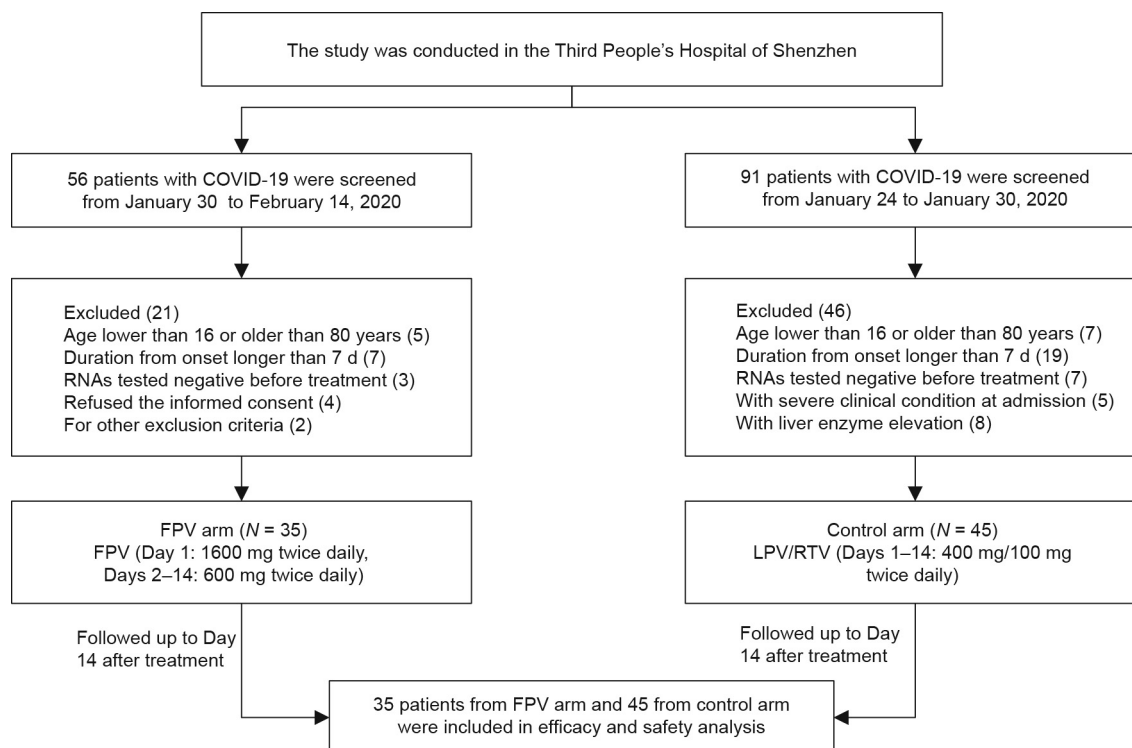 The study was conducted in the Third People's Hospital of Shenzhen
56 patients with COVID-19 were screened
from January 30 to February 14, 2020
91 patients with COVID-19 were screened
from January 24 to January 30, 2020
Excluded (21)
Age lower than 16 or older than 80 years (5)
Duration from onset longer than 7 d (7)
RNAs tested negative before treatment (3)
Refused the informed consent (4)
For other exclusion criteria (2)
Excluded (46)
Age lower than 16 or older than 80 years (7)
Duration from onset longer than 7 d (19)
RNAs tested negative before treatment (7)
With severe clinical condition at admission (5)
With liver enzyme elevation (8)
FPV arm (N = 35)
FPV (Day 1: 1600 mg twice daily,
Days 2–14: 600 mg twice daily)
Control arm (N = 45)
LPV/RTV (Days 1–14: 400 mg/100 mg
twice daily)
Followed up to Day
14 after treatment
Followed up to Day
14 after treatment
35 patients from FPV arm and 45 from control arm
were included in efficacy and safety analysis